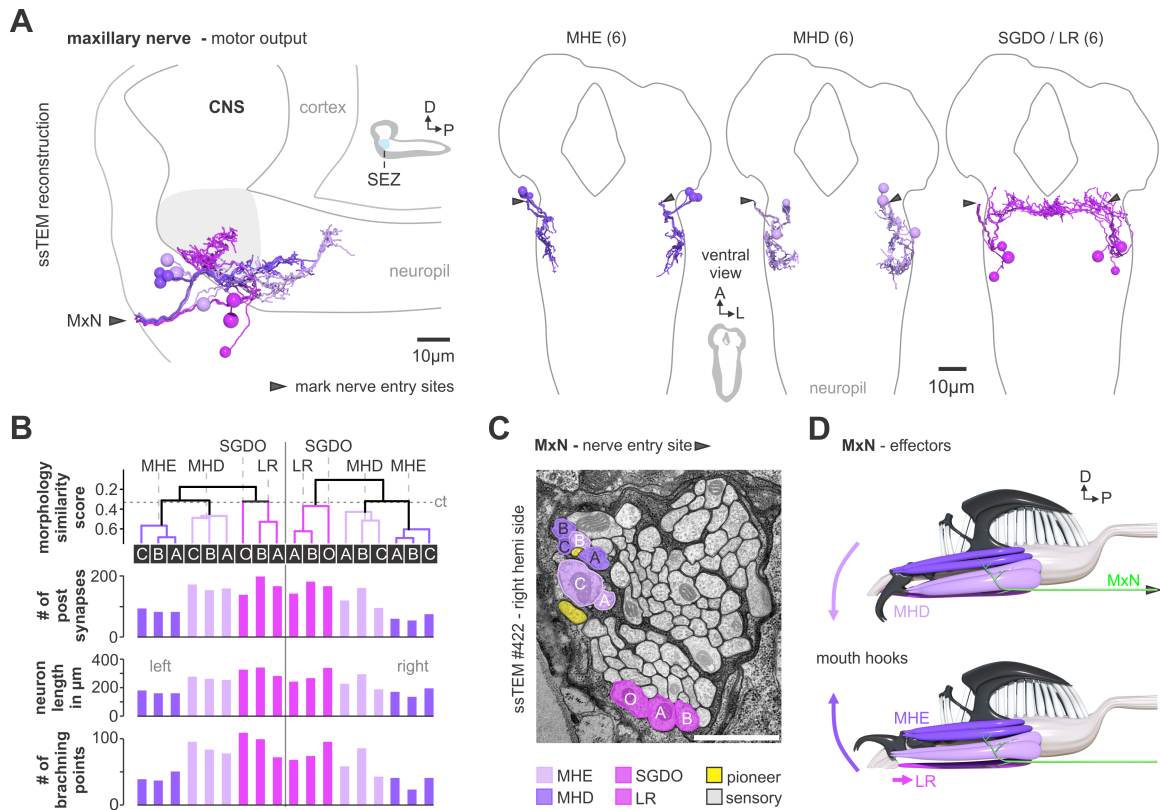 A
maxillary nerve - motor output
ssTEM reconstruction
CNS
cortex
D
P
SEZ
neuropil
MxN
10µm
mark nerve entry sites
MHE (6)
MHD (6)
SGDO / LR (6)
ventral
view
A
L
neuropil
10µm
B
SGDO
SGDO
MHE
MHD
LR
LR
MHD
MHE
morphology
similarity
score
0.2
0.4
0.6
ct
C B A C B A O B A A B O A B C A B C
# of
post
synapses
200
0
neuron
length
in µm
400
200
0
left
right
# of
brachning
points
100
0
C
MxN - nerve entry site
ssTEM #422 - right hemi side
B
B
C
A
C
A
O
A
B
MHE
SGDO
pioneer
MHD
LR
sensory
D
MxN - effectors
D
P
MxN
MHD
mouth hooks
MHE
LR